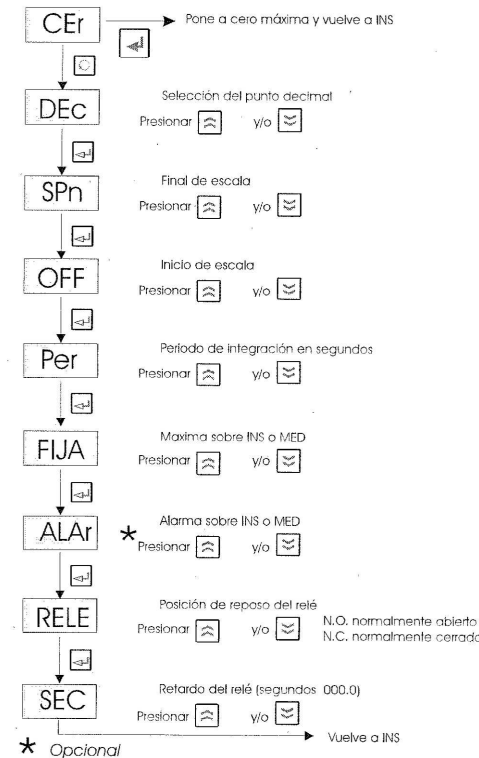 CEr
Pone a cero máxima y vuelve a INS
DEc
Selección del punto decimal
Presionar y/o
SPn
Final de escala
Presionar y/o
OFF
Inicio de escala
Presionar y/o
Per
Periodo de integración en segundos
Presionar y/o
FIJA
Maxima sobre INS o MED
Presionar y/o
ALAr
* Alarma sobre INS o MED
Presionar y/o
RELE
Posición de reposo del relé
Presionar y/o
N.O. normalmente abierto
N.C. normalmente cerrado
SEC
Retardo del relé (segundos 000.0)
Presionar y/o
Vuelve a INS
* Opcional